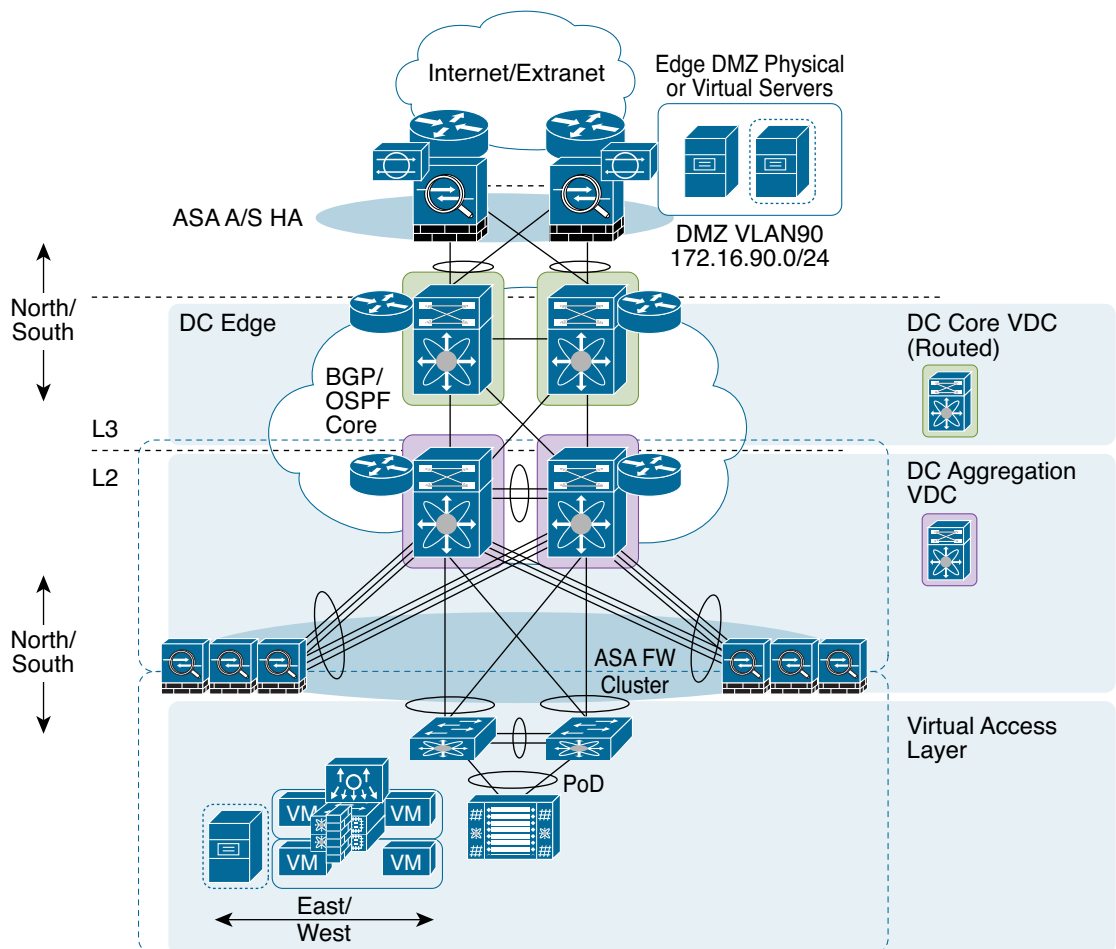 Internet/Extranet
Edge DMZ Physical
or Virtual Servers
ASA A/S HA
DMZ VLAN90
172.16.90.0/24
North/
South
DC Edge
DC Core VDC
(Routed)
BGP/
OSPF
Core
L3
L2
DC Aggregation
VDC
North/
South
ASA FW
Cluster
Virtual Access
Layer
PoD
VM
VM
VM
VM
East/
West